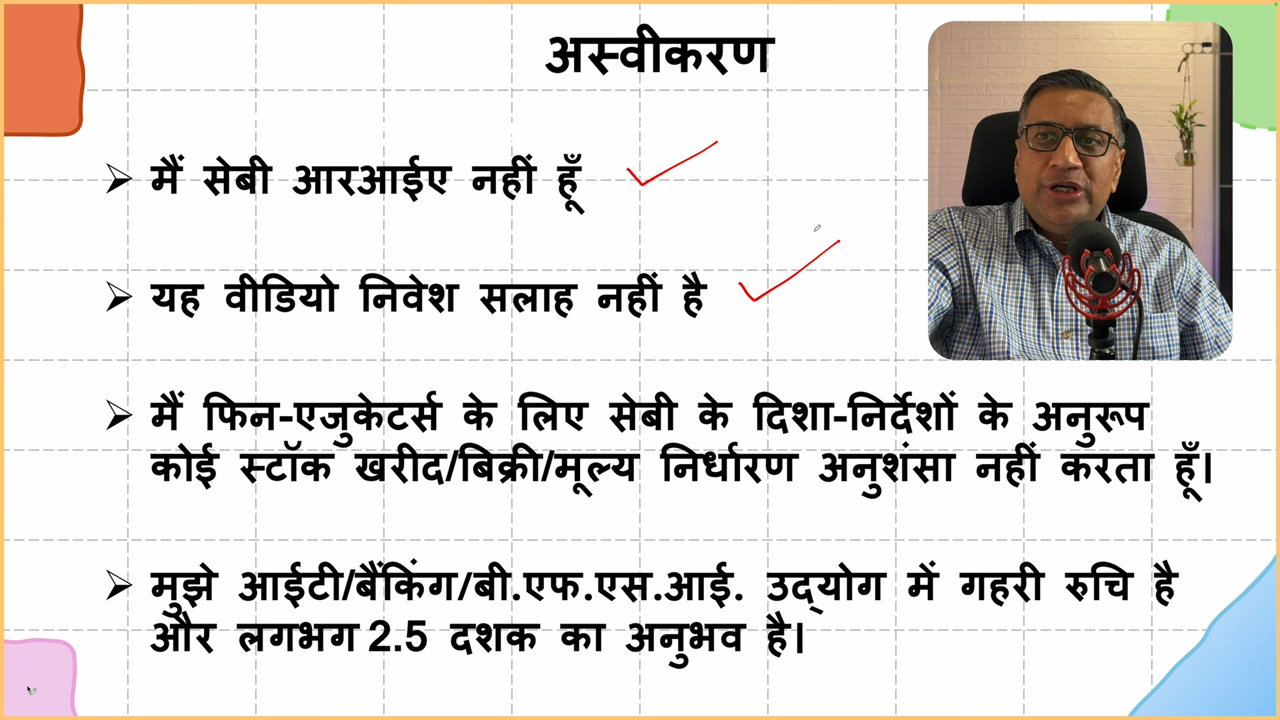 अस्वीकरण
मैं सेबी आरआईए नहीं हूँ
यह वीडियो निवेश सलाह नहीं है
मैं फिन-एजुकेटर्स के लिए सेबी के दिशा-निर्देशों के अनुरूप
कोई स्टॉक खरीद/बिक्री/मूल्य निर्धारण अनुशंसा नहीं करता हूँ।
मुझे आईटी/बैंकिंग/बी.एफ.एस.आई. उद्योग में गहरी रुचि है
और लगभग 2.5 दशक का अनुभव है।